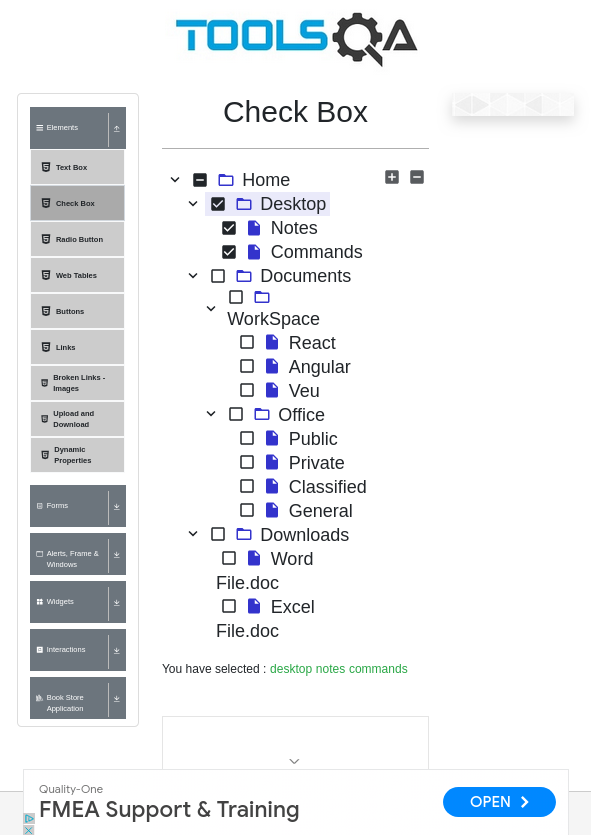 TOOLSQA
Check Box
Elements
Text Box
Check Box
Radio Button
Web Tables
Buttons
Links
Broken Links -
Images
Upload and
Download
Dynamic
Properties
Forms
Alerts, Frame &
Windows
Widgets
Interactions
Book Store
Application
Home
Desktop
Notes
Commands
Documents
WorkSpace
React
Angular
Veu
Office
Public
Private
Classified
General
Downloads
Word
File.doc
Excel
File.doc
You have selected : desktop notes commands
Quality-One
FMEA Support & Training
OPEN